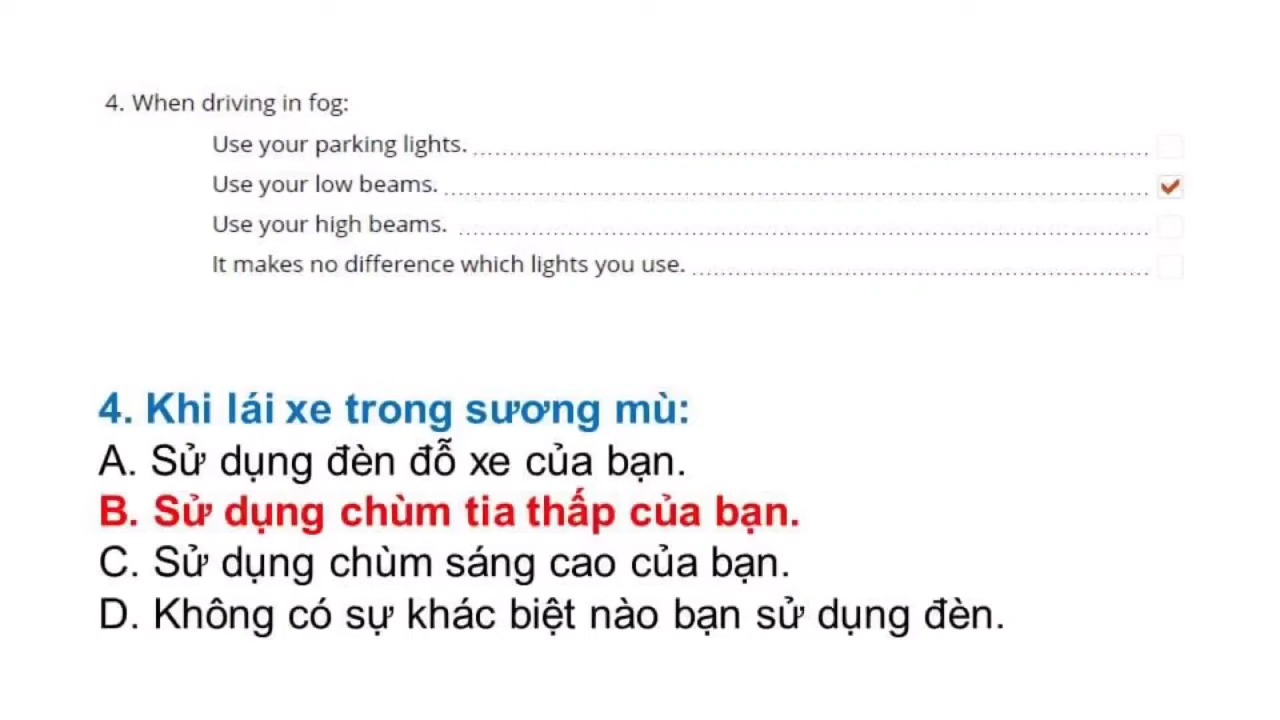 4. When driving in fog:
Use your parking lights.
Use your low beams.
Use your high beams.
It makes no difference which lights you use.
4. Khi lái xe trong sương mù:
A. Sử dụng đèn đỗ xe của bạn.
B. Sử dụng chùm tia thấp của bạn.
C. Sử dụng chùm sáng cao của bạn.
D. Không có sự khác biệt nào bạn sử dụng đèn.